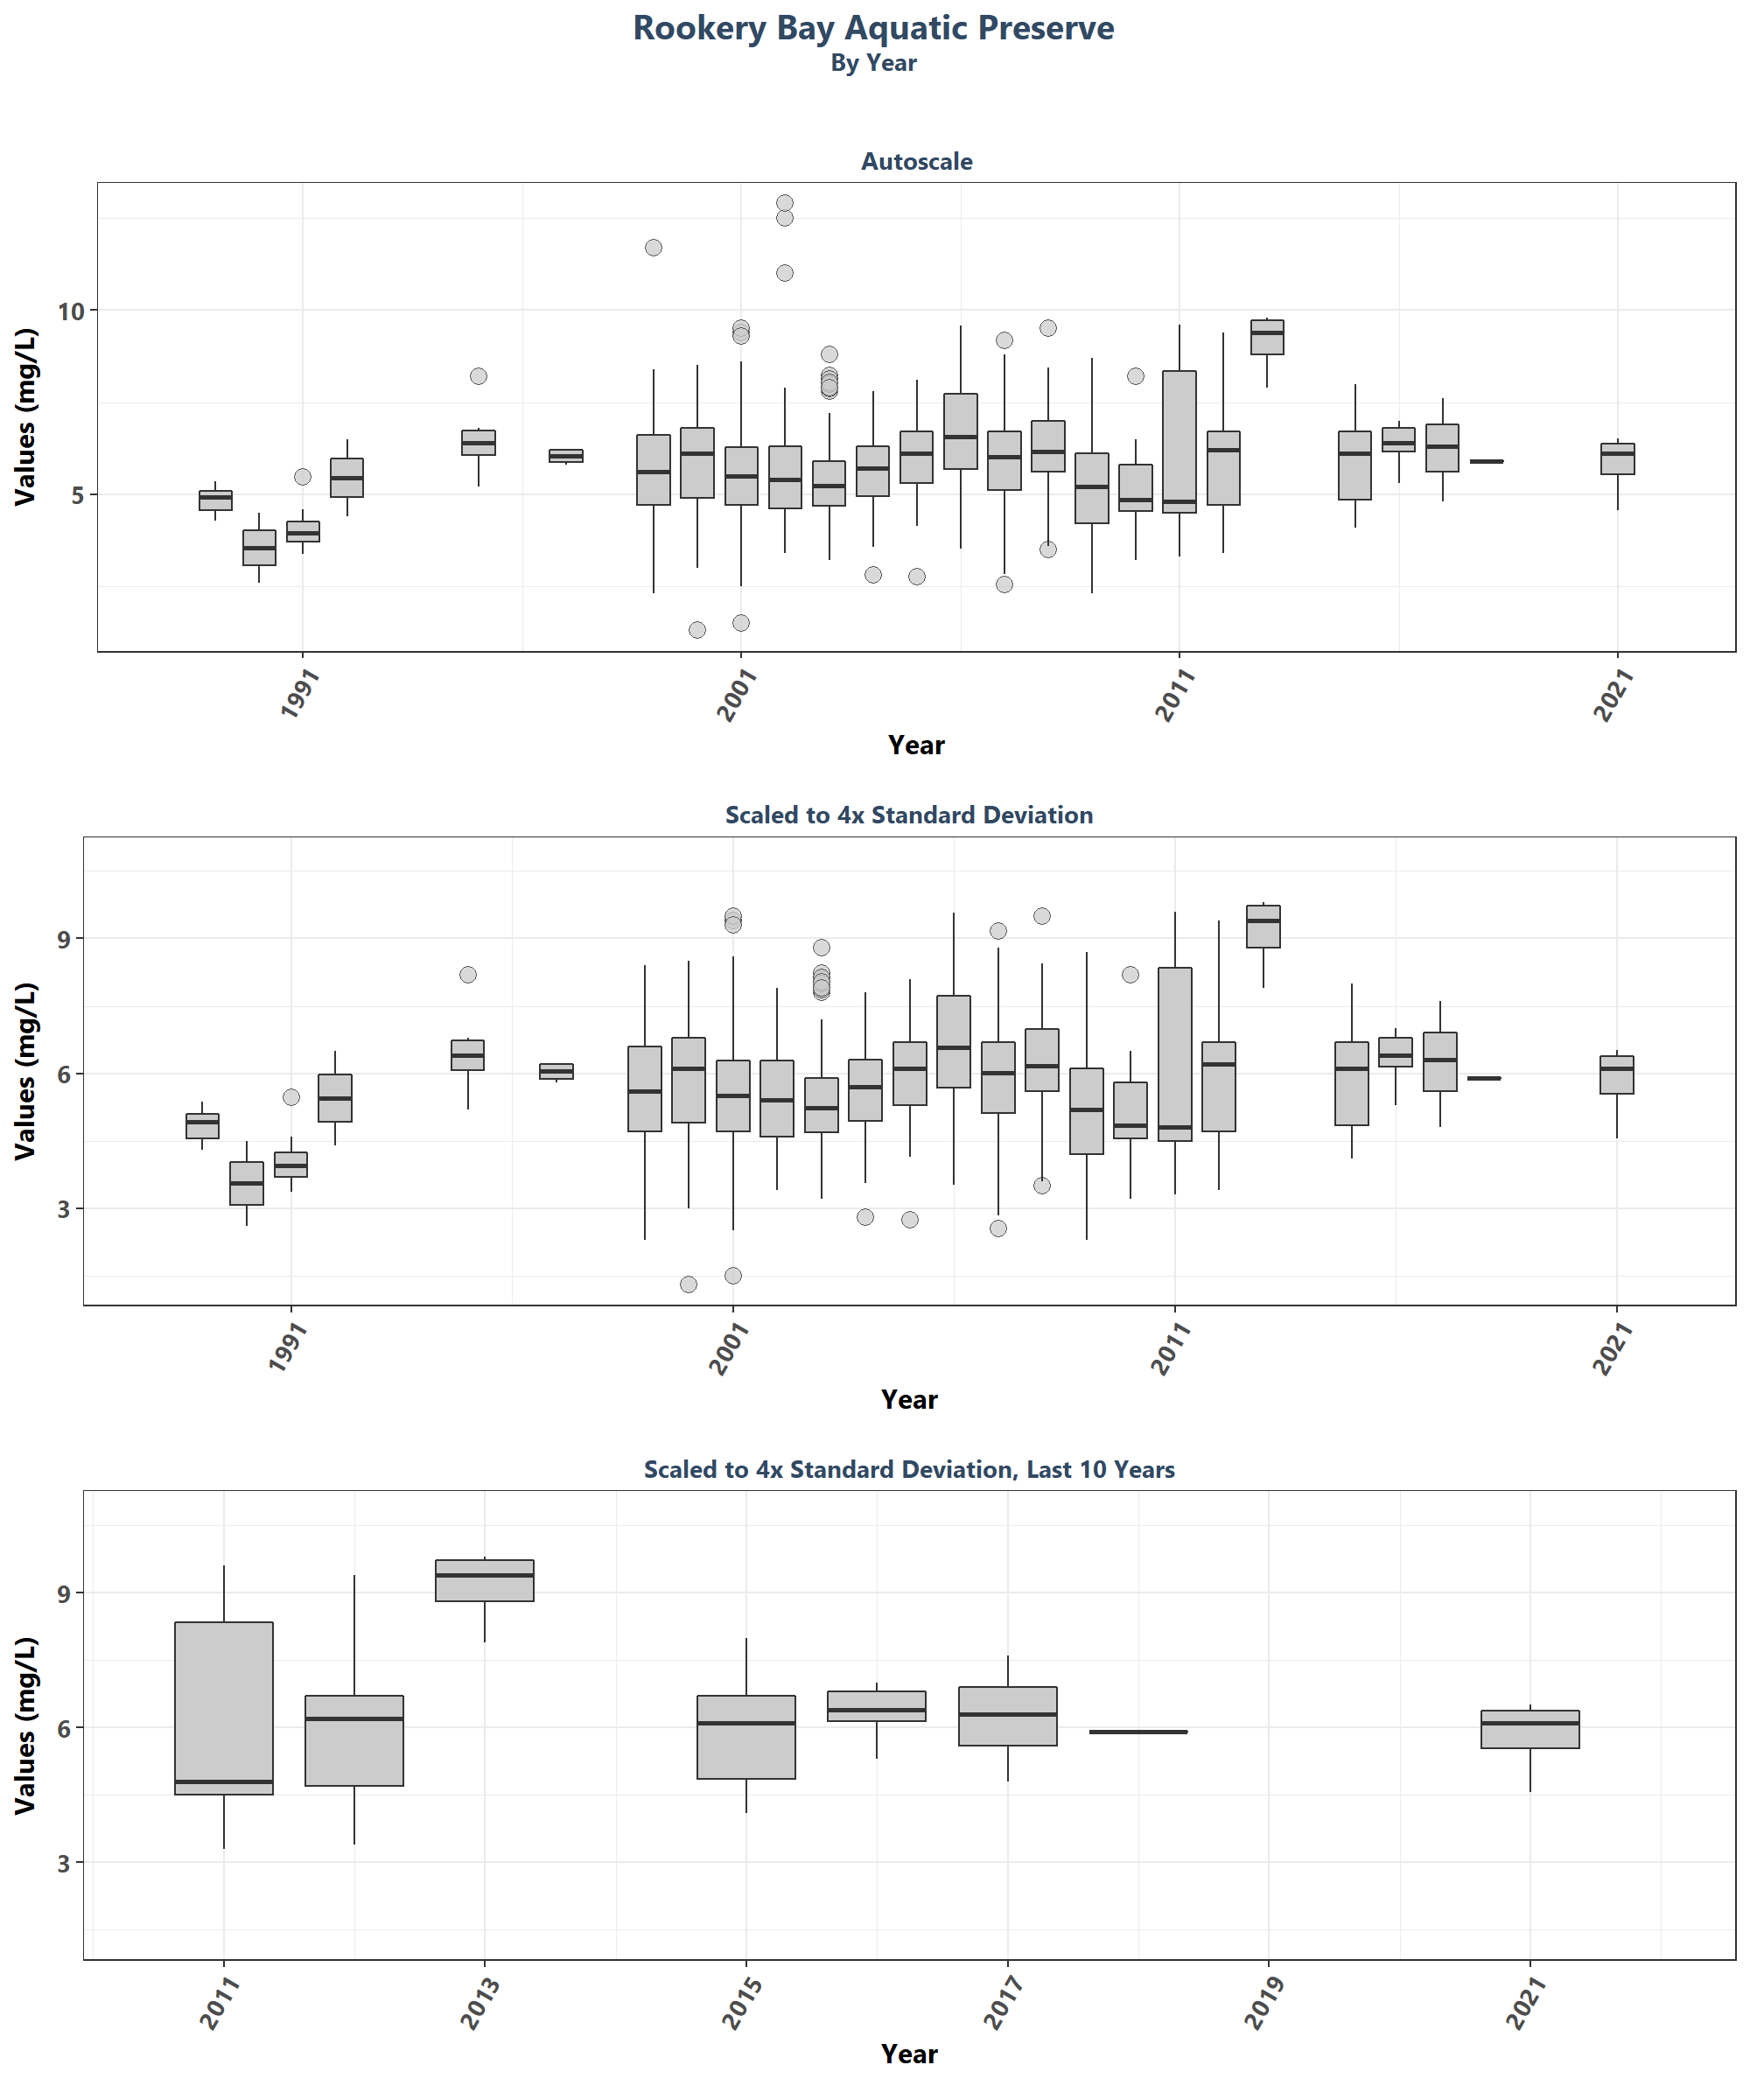 Rookery Bay Aquatic Preserve
By Year
Autoscale
Values (mg/L)
10
5
1991
2001
2011
2021
Year
Scaled to 4x Standard Deviation
Values (mg/L)
9
6
3
1991
2001
2011
2021
Year
Scaled to 4x Standard Deviation, Last 10 Years
Values (mg/L)
9
6
3
2011
2013
2015
2017
2019
2021
Year